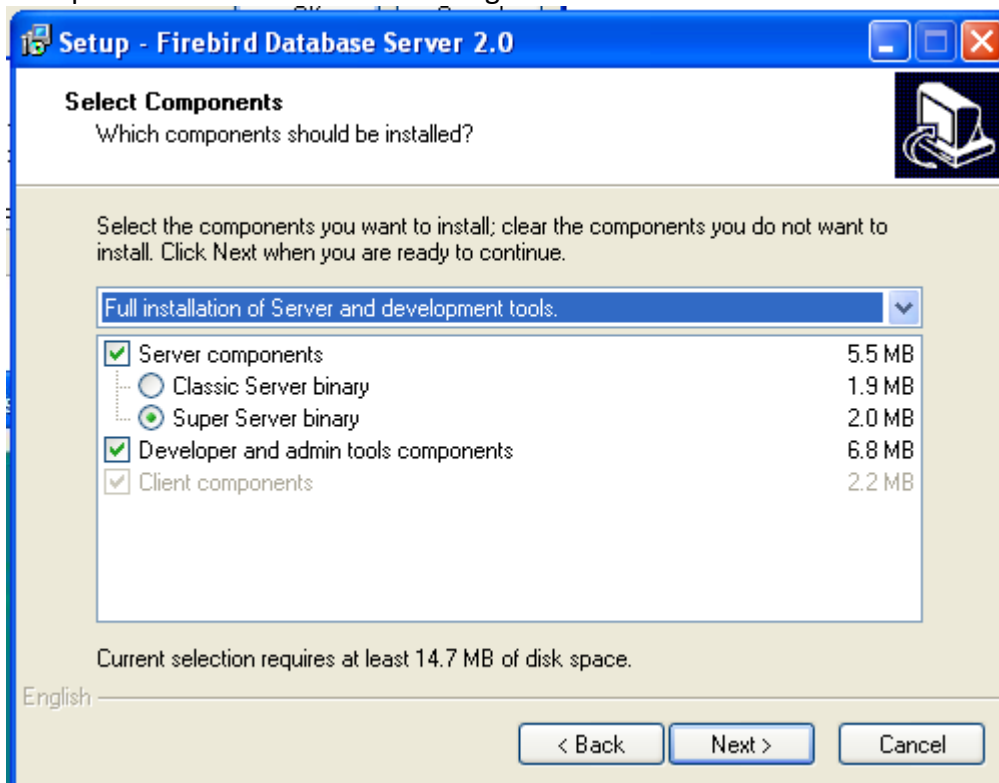 Setup - Firebird Database Server 2.0
Select Components
Which components should be installed?
Select the components you want to install; clear the components you do not want to
install. Click Next when you are ready to continue.
Full installation of Server and development tools.
Server components 5.5 MB
Classic Server binary 1.9 MB
Super Server binary 2.0 MB
Developer and admin tools components 6.8 MB
Client components 2.2 MB
Current selection requires at least 14.7 MB of disk space.
English
< Back Next > Cancel